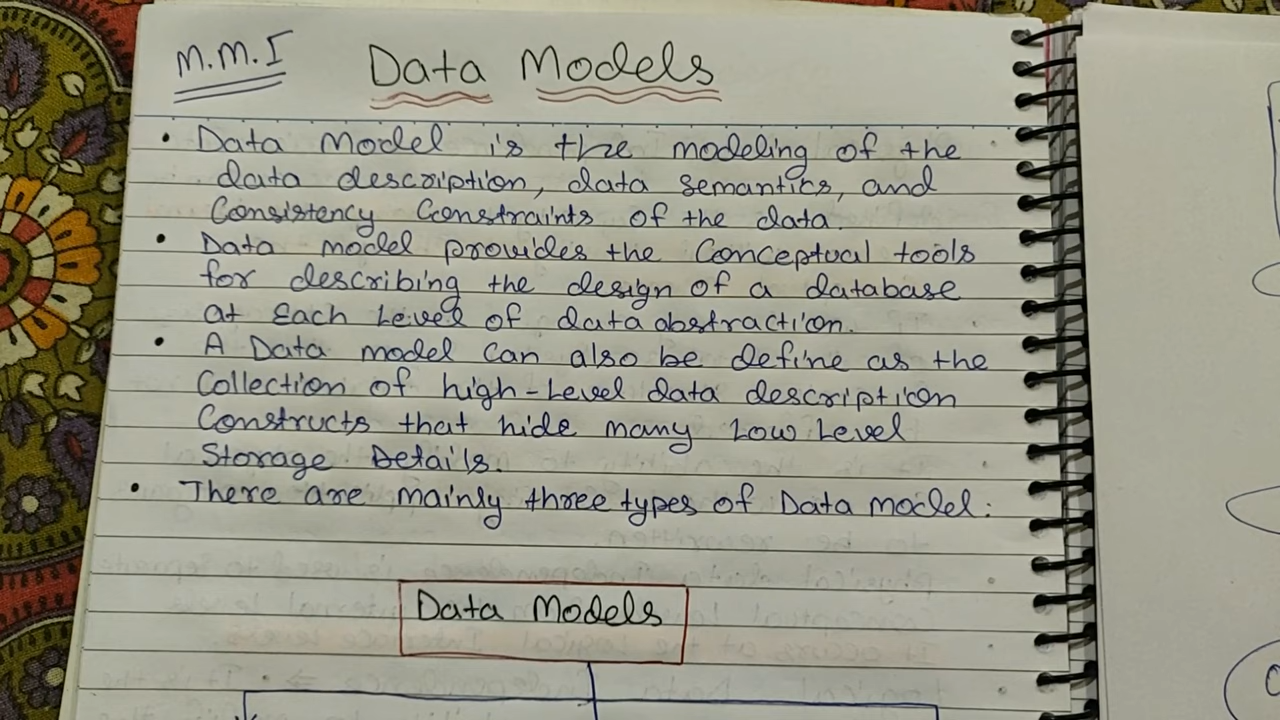 M.M.I Data Models
• Data Model is the modeling of the
data description, data semantics, and
Consistency Constraints of the data.
• Data model provides the Conceptual tools
for describing the design of a database
at Each Level of data abstraction.
• A Data model Can also be define as the
Collection of high-Level data description
Constructs that hide many Low Level
Storage Details.
• There are mainly three types of Data model:
Data Models